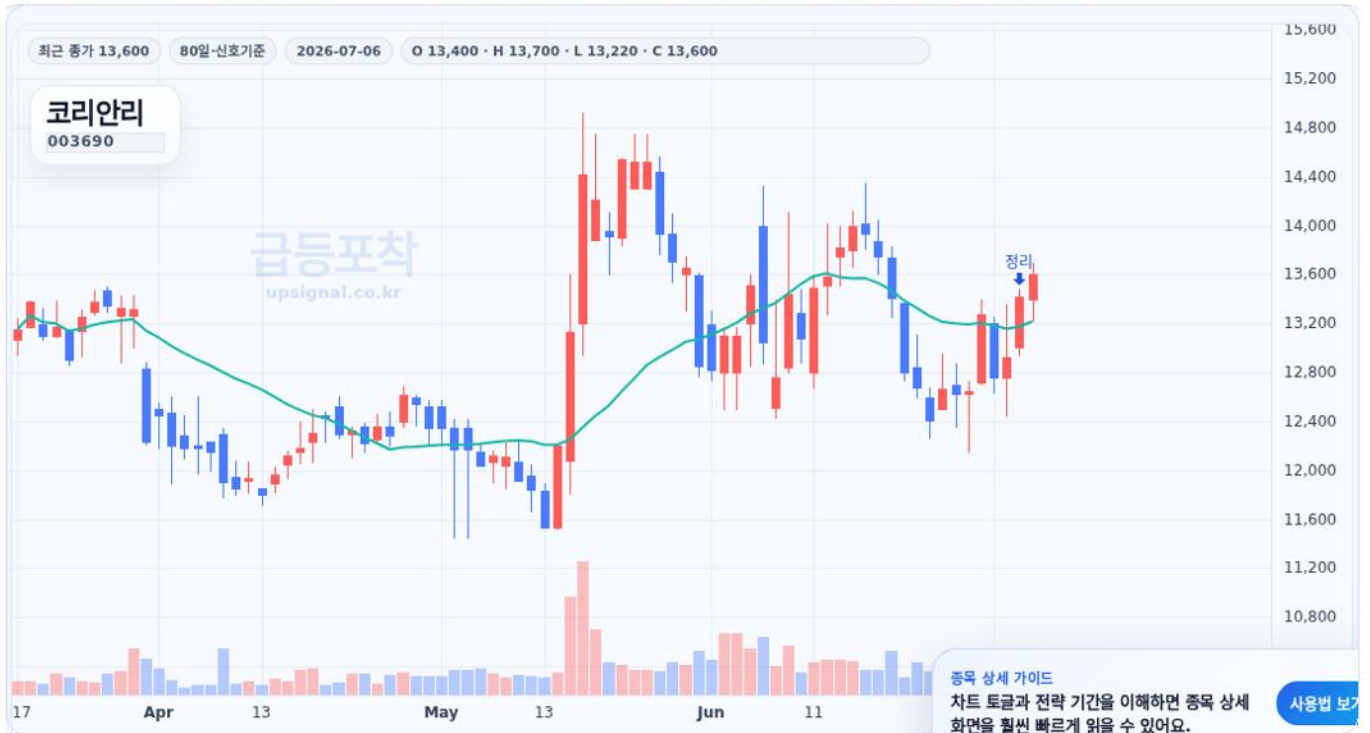 최근 종가 13,600 80일·신호기준 2026-07-06 O 13,400 · H 13,700 · L 13,220 · C 13,600
코리안리
003690
급등포착
upsignal.co.kr
정리
15,600
15,200
14,800
14,400
14,000
13,600
13,200
12,800
12,400
12,000
11,600
11,200
10,800
17 Apr 13 May 13 Jun 11
종목 상세 가이드
차트 토글과 전략 기간을 이해하면 종목 상세
화면을 훨씬 빠르게 읽을 수 있어요.
사용법 보기